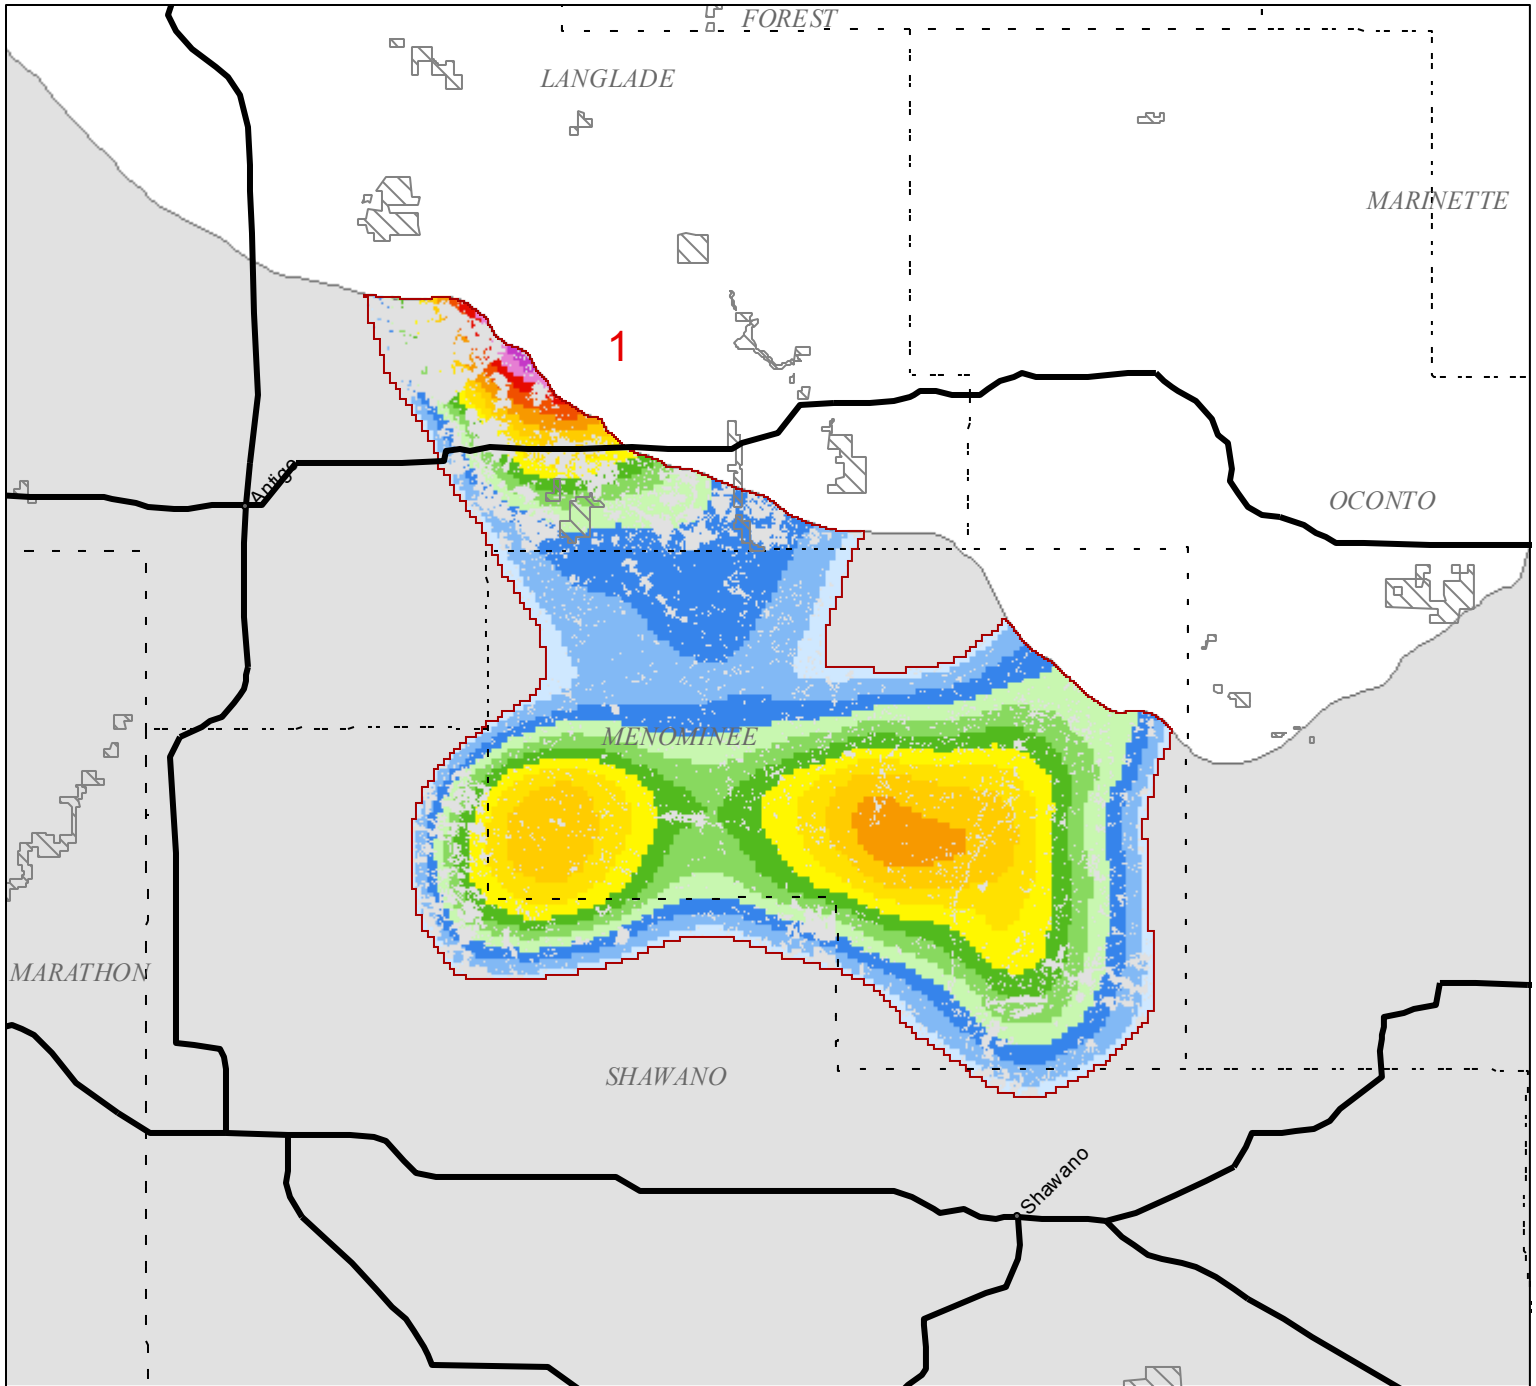 FOREST
LANGLADE
MARINETTE
1
Antigo
OCONTO
MENOMINEE
MARATHON
SHAWANO
Shawano